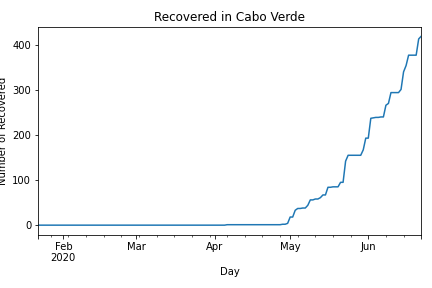 Recovered in Cabo Verde
Number of Recovered
400
300
200
100
0
Feb
2020
Mar
Apr
May
Jun
Day